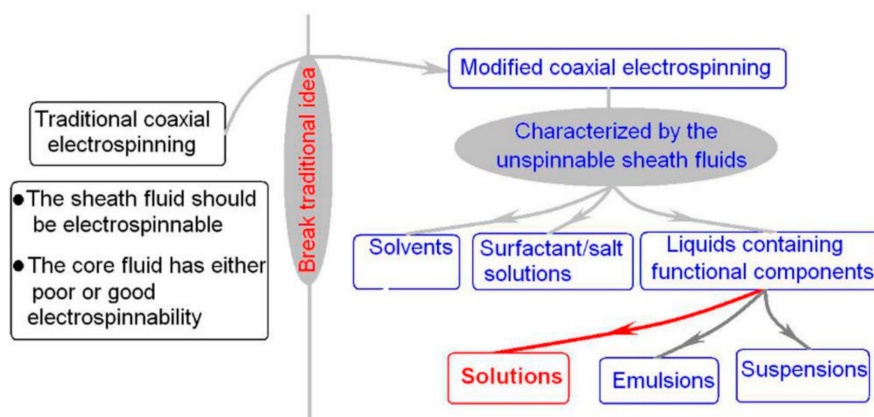 Traditional coaxial
electrospinning
The sheath fluid should
be electrospinnable
The core fluid has either
poor or good
electrospinnability
Break traditional idea
Modified coaxial electrospinning
Characterized by the
unspinnable sheath fluids
Solvents
Surfactant/salt
solutions
Liquids containing
functional components
Solutions
Emulsions
Suspensions